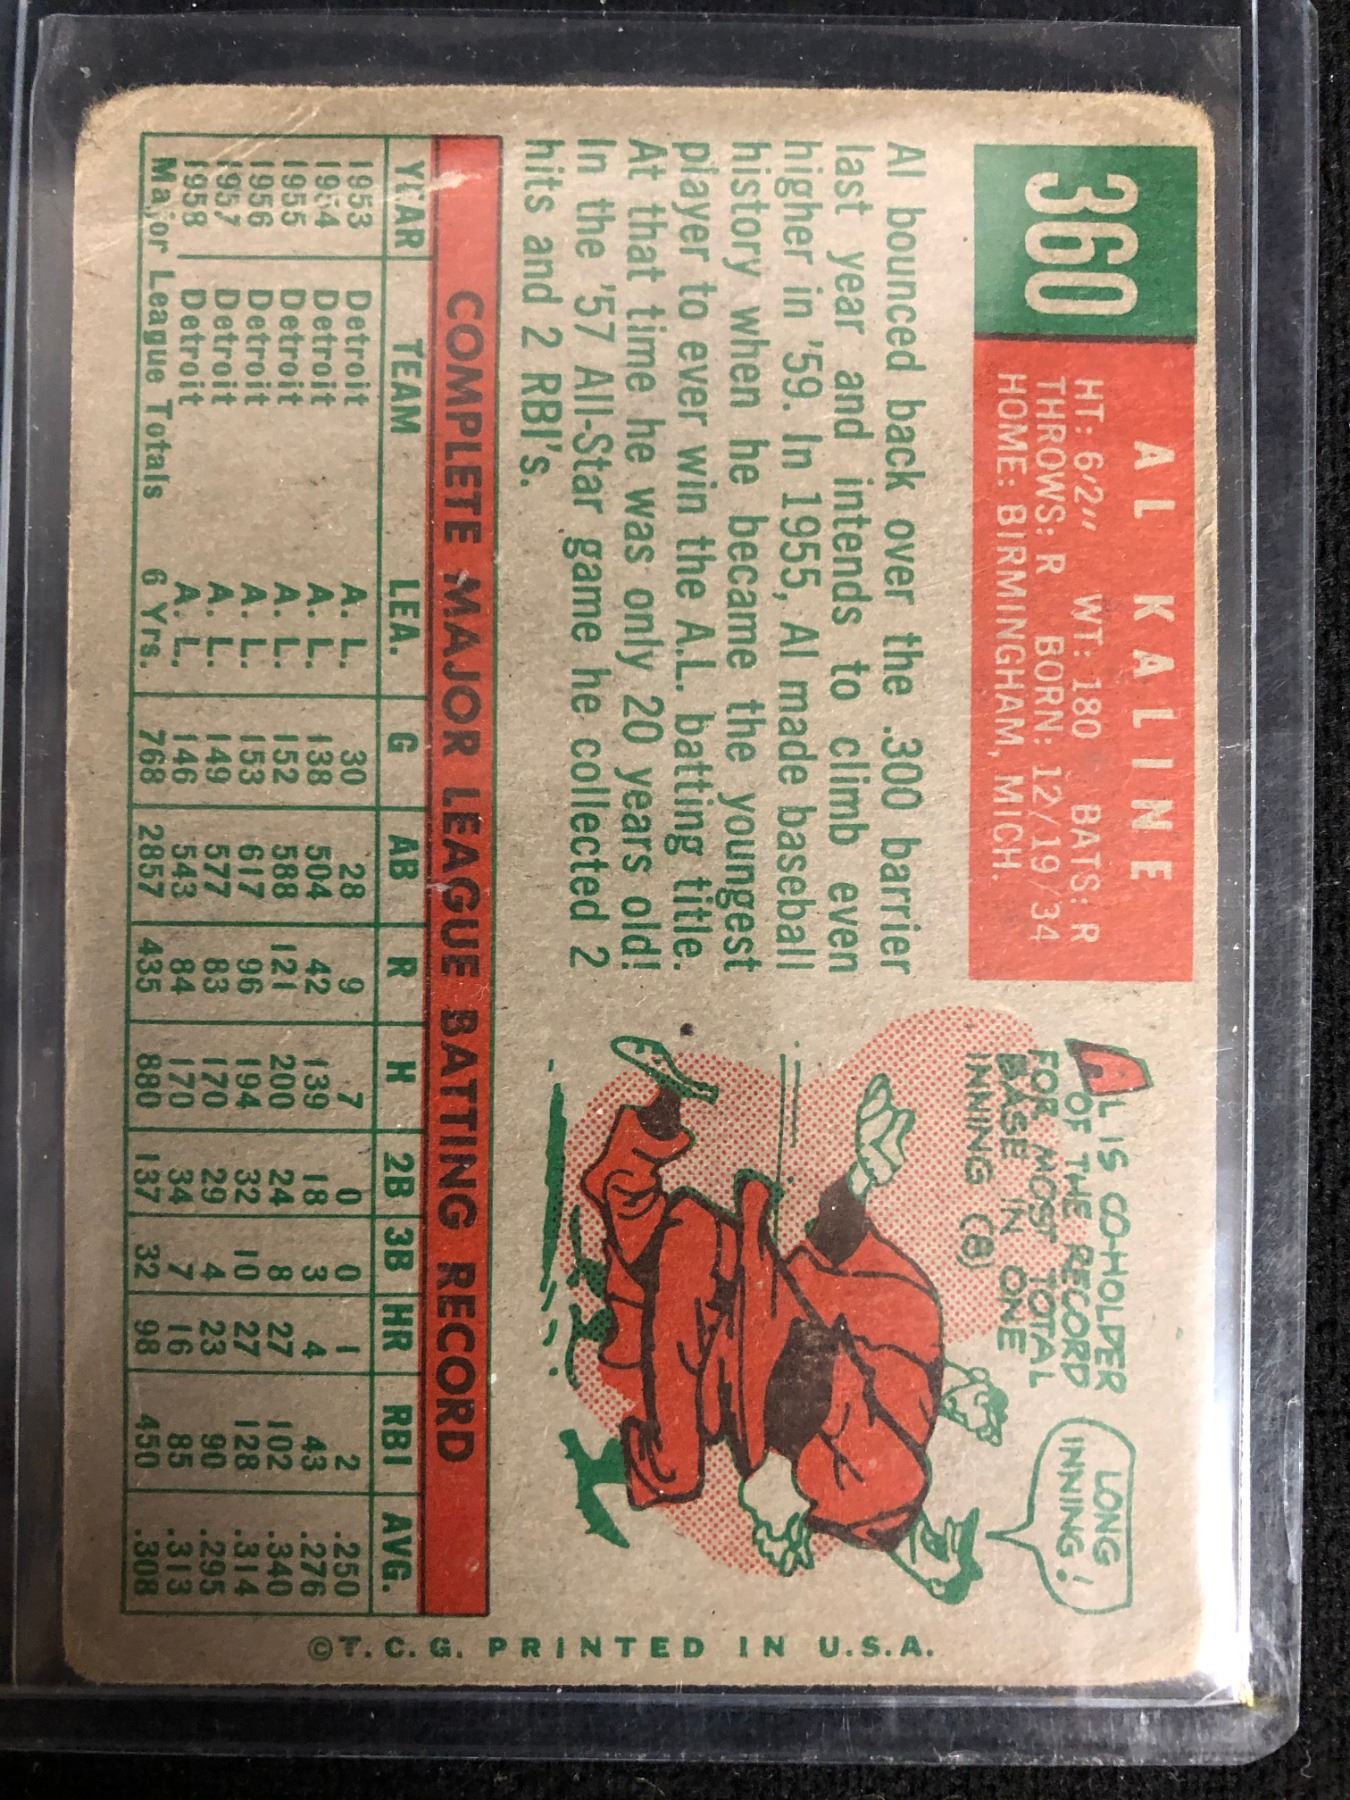 360
AL KALINE
HT: 6'2" WT: 180 BATS: R
THROWS: R BORN: 12/19/34
HOME: BIRMINGHAM, MICH.
Al bounced back over the .300 barrier
last year and intends to climb even
higher in '59. In 1955, Al made baseball
history when he became the youngest
player to ever win the A.L. batting title.
At that time he was only 20 years old!
In the '57 All-Star game he collected 2
hits and 2 RBI's.
AL IS CO-HOLDER
OF THE RECORD
FOR MOST TOTAL
BASE IN ONE
INNING (8)
LONG
INNING!
COMPLETE MAJOR LEAGUE BATTING RECORD
YEAR TEAM LEA. G AB R H 2B 3B HR RBI AVG.
1953 Detroit A. L. 30 28 9 7 0 0 1 2 .250
1954 Detroit A. L. 138 504 42 139 18 3 4 43 .276
1955 Detroit A. L. 152 588 121 200 24 8 27 102 .340
1956 Detroit A. L. 153 617 96 194 32 10 27 128 .314
1957 Detroit A. L. 149 577 83 170 29 4 23 90 .295
1958 Detroit A. L. 146 543 84 170 34 7 16 85 .313
Major League Totals 6 Yrs. 768 2857 435 880 137 32 98 450 .308
©T. C. G. PRINTED IN U.S.A.